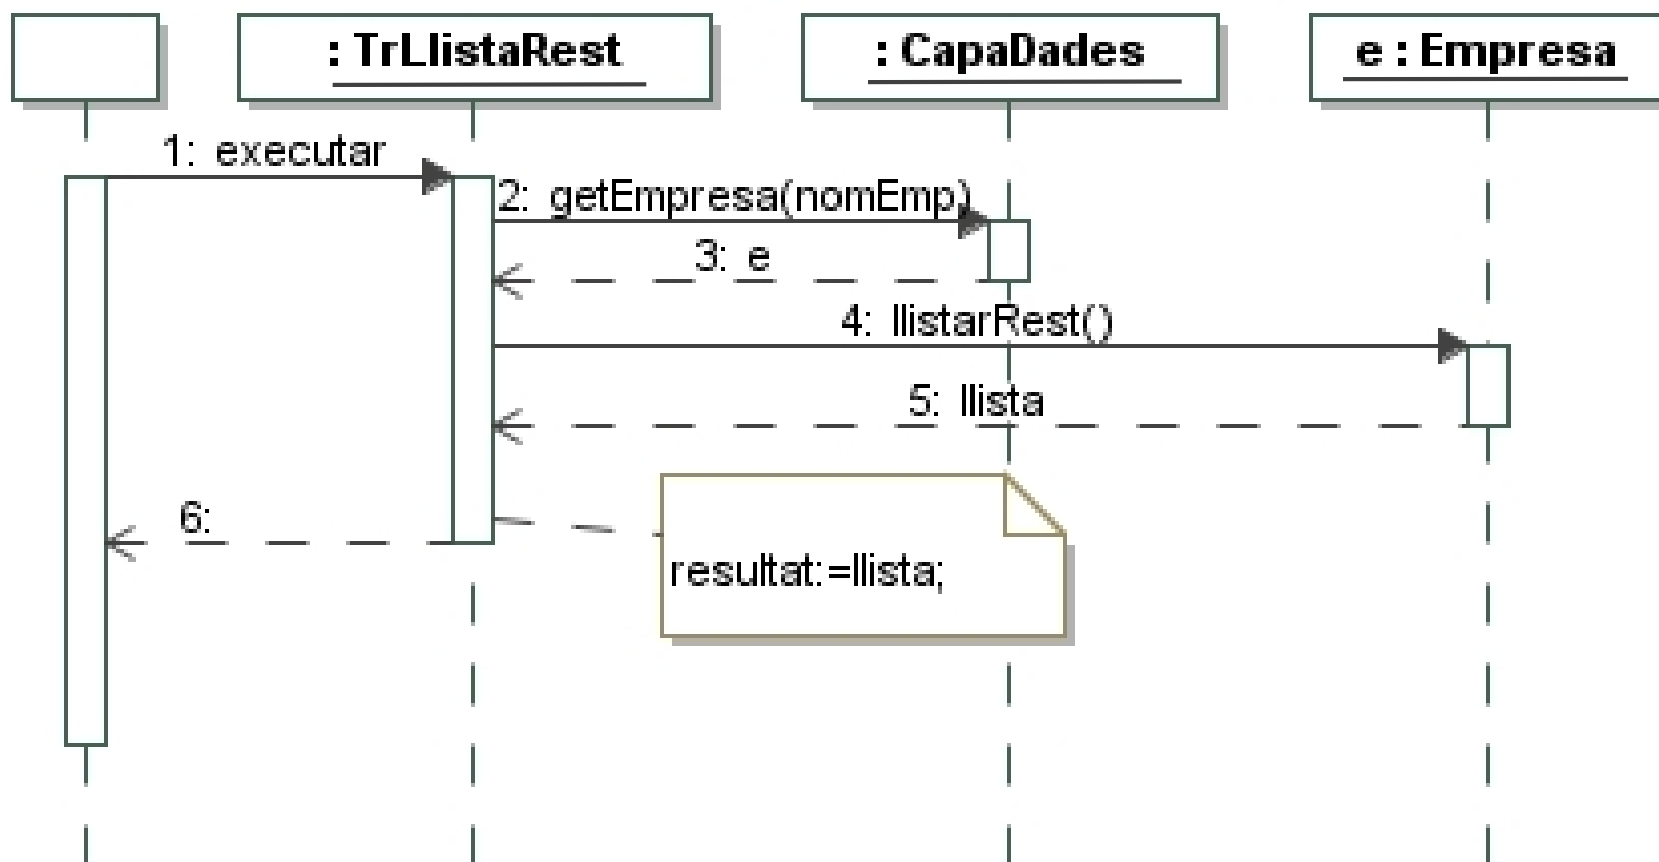 : TrLlistaRest
: CapaDades
e : Empresa
1: executar
2: getEmpresa(nomEmp)
3: e
4: llistarRest()
5: llista
6:
resultat:=llista;